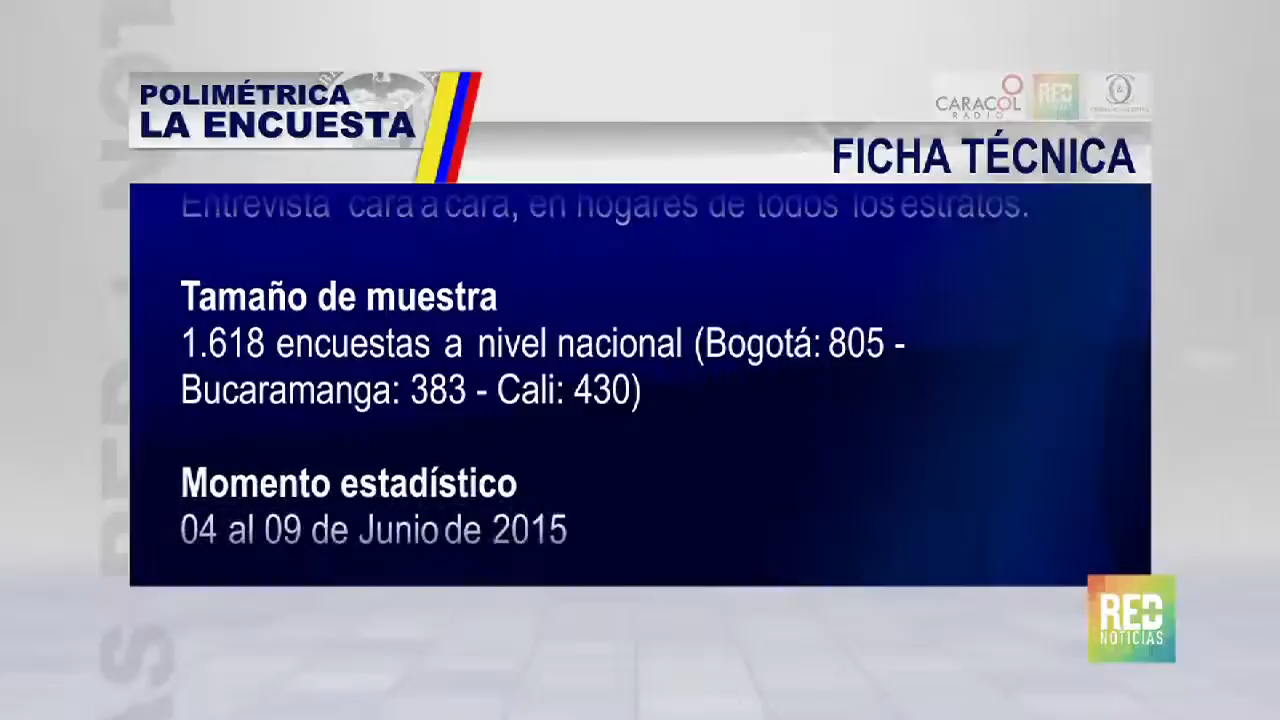 POLIMÉTRICA
LA ENCUESTA
CARACOL
RADIO
RED
FICHA TÉCNICA
Entrevista cara a cara, en hogares de todos los estratos.
Tamaño de muestra
1.618 encuestas a nivel nacional (Bogotá: 805 -
Bucaramanga: 383 - Cali: 430)
Momento estadístico
04 al 09 de Junio de 2015
RED
NOTICIAS